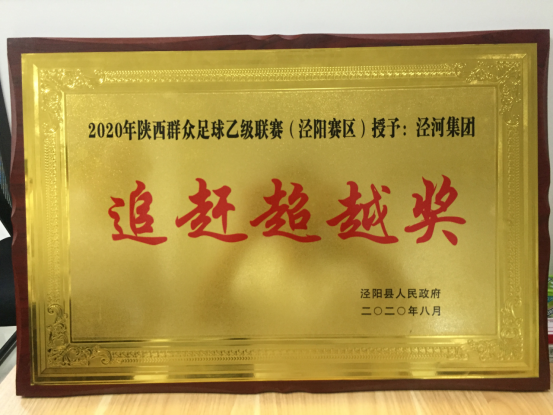 2020年陕西群众足球乙级联赛（泾阳赛区）授予：泾河集团
追赶超越奖
泾阳县人民政府
二〇二〇年八月